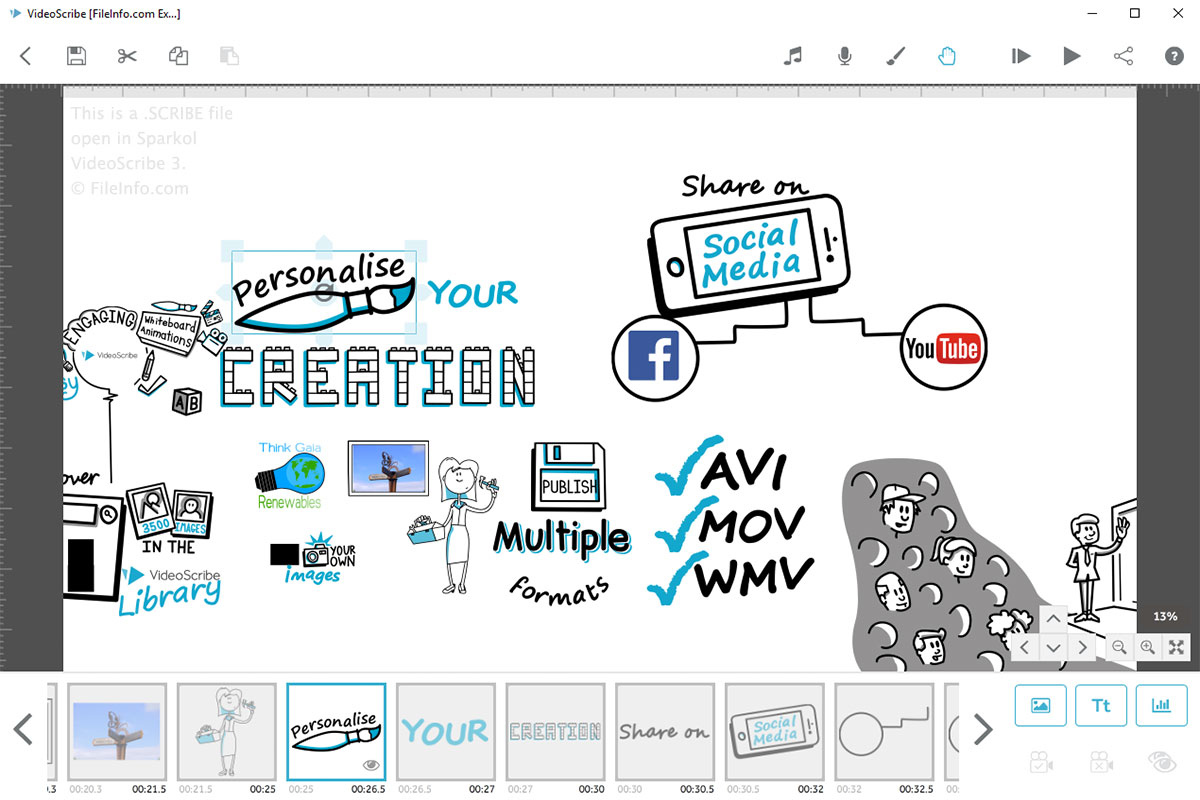 VideoScribe [FileInfo.com Ex...]
This is a .SCRIBE file
open in Sparkol
VideoScribe 3.
© FileInfo.com
Share on
Social
Media
Personalise
YOUR
ENGAGING
Whiteboard
Animations
VideoScribe
AB
CREATION
f
YouTube
Think Gaia
Renewables
PUBLISH
Multiple
formats
AVI
MOV
WMV
over
3500
IMAGES
IN THE
VideoScribe
Library
YOUR
OWN
images
13%
Personalise
YOUR
CREATION
Share on
Social
Media
Tt
0.3
00:20.3 00:21.5
00:21.5 00:25
00:25 00:26.5
00:26.5 00:27
00:27 00:30
00:30 00:30.5
00:30.5 00:32
00:32 00:32.5
00: